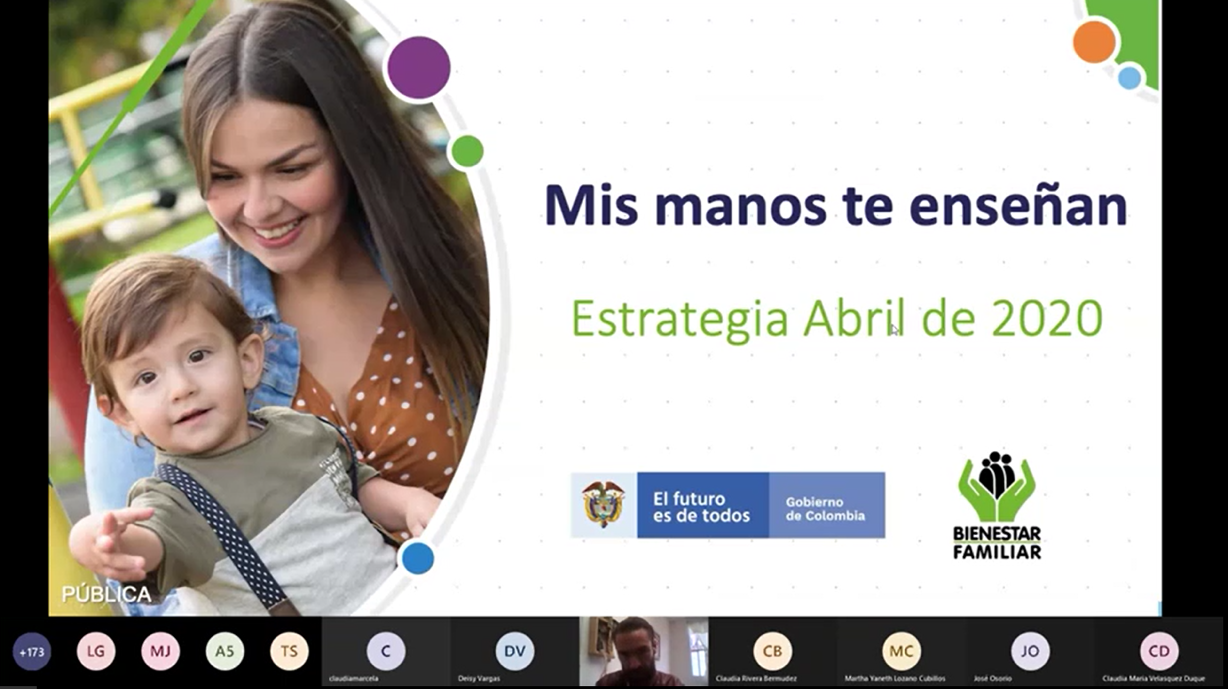 Mis manos te enseñan
Estrategia Abril de 2020
El futuro
es de todos
Gobierno
de Colombia
BIENESTAR
FAMILIAR
PÚBLICA
+173
LG
MJ
A5
TS
C
claudiamarcela
DV
Deisy Vargas
CB
Claudia Rivera Bermudez
MC
Martha Yaneth Lozano Cubillos
JO
José Osorio
CD
Claudia Maria Velasquez Duque